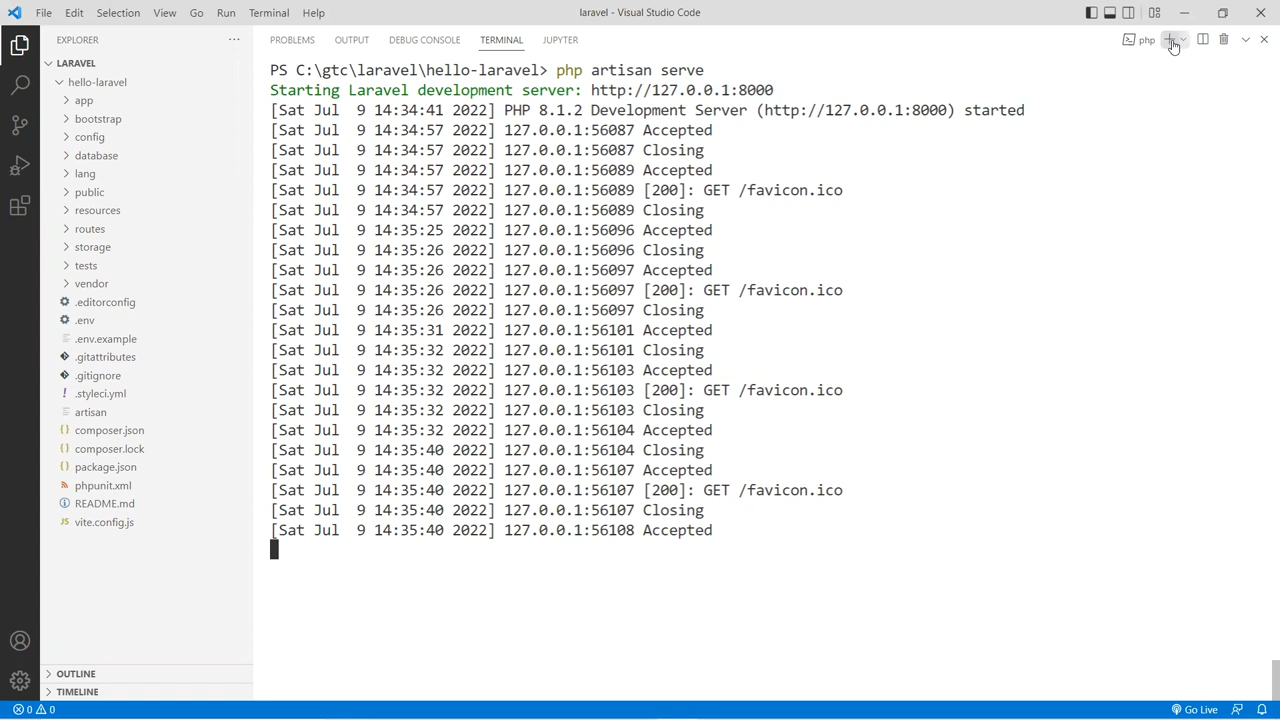 File Edit Selection View Go Run Terminal Help
laravel - Visual Studio Code
EXPLORER
LARAVEL
hello-laravel
app
bootstrap
config
database
lang
public
resources
routes
storage
tests
vendor
.editorconfig
.env
.env.example
.gitattributes
.gitignore
.styleci.yml
artisan
composer.json
composer.lock
package.json
phpunit.xml
README.md
vite.config.js
OUTLINE
TIMELINE
PROBLEMS OUTPUT DEBUG CONSOLE TERMINAL JUPYTER
php
PS C:\gtc\laravel\hello-laravel> php artisan serve
Starting Laravel development server: http://127.0.0.1:8000
[Sat Jul  9 14:34:41 2022] PHP 8.1.2 Development Server (http://127.0.0.1:8000) started
[Sat Jul  9 14:34:57 2022] 127.0.0.1:56087 Accepted
[Sat Jul  9 14:34:57 2022] 127.0.0.1:56087 Closing
[Sat Jul  9 14:34:57 2022] 127.0.0.1:56089 Accepted
[Sat Jul  9 14:34:57 2022] 127.0.0.1:56089 [200]: GET /favicon.ico
[Sat Jul  9 14:34:57 2022] 127.0.0.1:56089 Closing
[Sat Jul  9 14:35:25 2022] 127.0.0.1:56096 Accepted
[Sat Jul  9 14:35:26 2022] 127.0.0.1:56096 Closing
[Sat Jul  9 14:35:26 2022] 127.0.0.1:56097 Accepted
[Sat Jul  9 14:35:26 2022] 127.0.0.1:56097 [200]: GET /favicon.ico
[Sat Jul  9 14:35:26 2022] 127.0.0.1:56097 Closing
[Sat Jul  9 14:35:31 2022] 127.0.0.1:56101 Accepted
[Sat Jul  9 14:35:32 2022] 127.0.0.1:56101 Closing
[Sat Jul  9 14:35:32 2022] 127.0.0.1:56103 Accepted
[Sat Jul  9 14:35:32 2022] 127.0.0.1:56103 [200]: GET /favicon.ico
[Sat Jul  9 14:35:32 2022] 127.0.0.1:56103 Closing
[Sat Jul  9 14:35:32 2022] 127.0.0.1:56104 Accepted
[Sat Jul  9 14:35:40 2022] 127.0.0.1:56104 Closing
[Sat Jul  9 14:35:40 2022] 127.0.0.1:56107 Accepted
[Sat Jul  9 14:35:40 2022] 127.0.0.1:56107 [200]: GET /favicon.ico
[Sat Jul  9 14:35:40 2022] 127.0.0.1:56107 Closing
[Sat Jul  9 14:35:40 2022] 127.0.0.1:56108 Accepted
0 0
Go Live